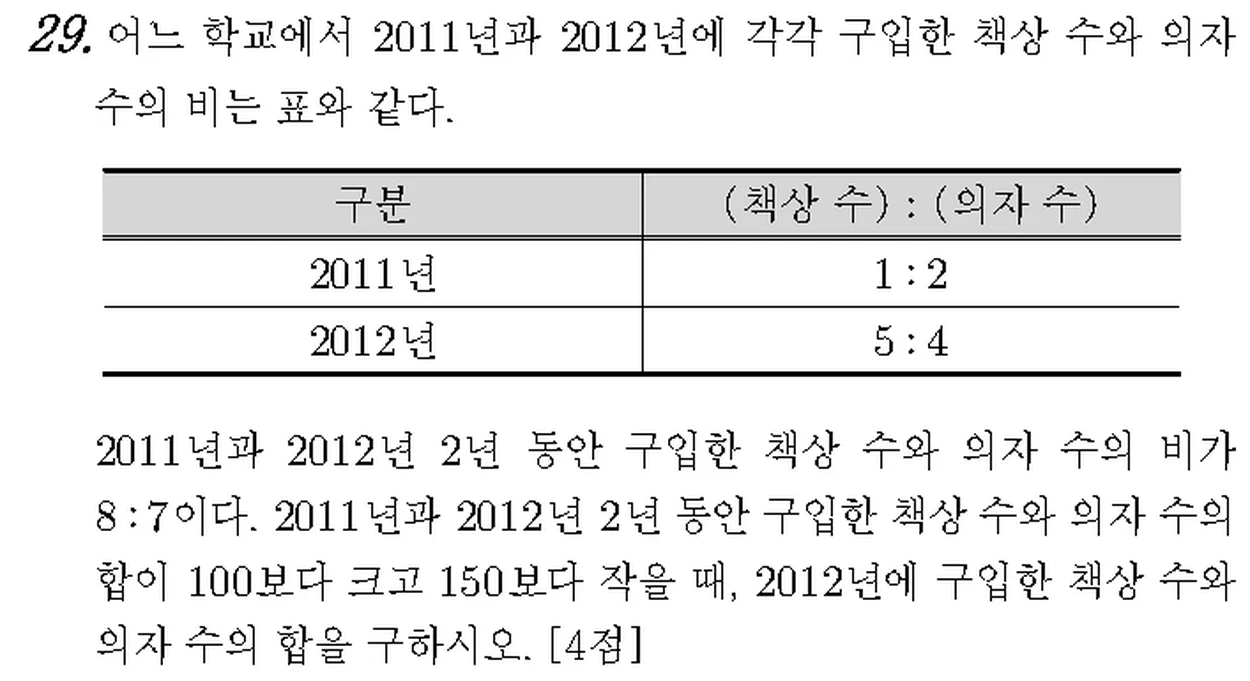 29. 어느 학교에서 2011년과 2012년에 각각 구입한 책상 수와 의자
수의 비는 표와 같다.
구분 (책상 수) : (의자 수)
2011년 1 : 2
2012년 5 : 4
2011년과 2012년 2년 동안 구입한 책상 수와 의자 수의 비가
8 : 7이다. 2011년과 2012년 2년 동안 구입한 책상 수와 의자 수의
합이 100보다 크고 150보다 작을 때, 2012년에 구입한 책상 수와
의자 수의 합을 구하시오. [4점]